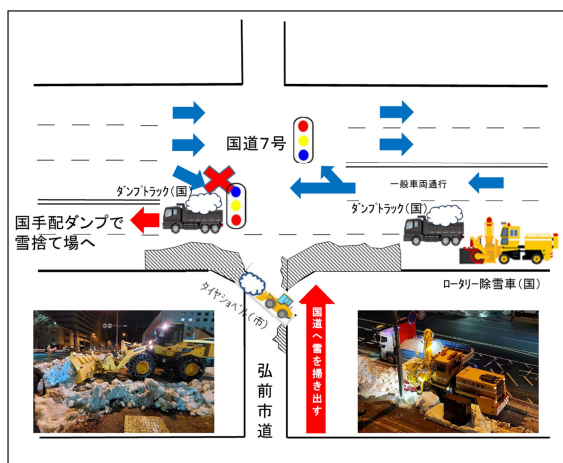 国道7号
ダンプトラック(国)
一般車両通行
ダンプトラック(国)
国手配ダンプで
雪捨て場へ
ロータリー除雪車(国)
タイヤショベル(市)
国道へ雪を掃き出す
弘前市道